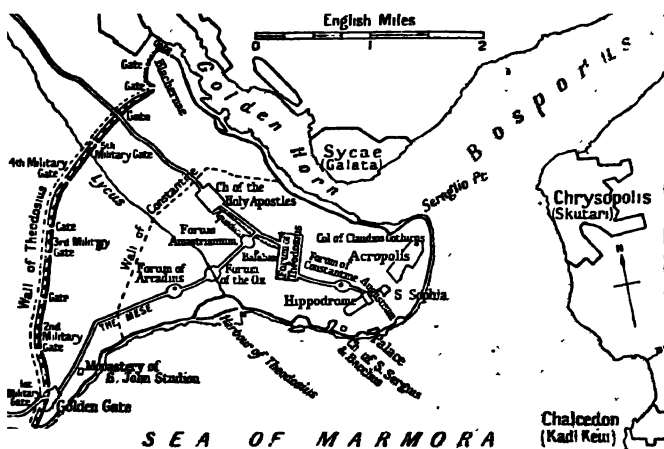 English Miles
0 1 2
Gate
Gate
Blachernae
Gate
Golden Horn
Bosporus
5th
Military Gate
4th Military
Gate
Sycae
(Galata)
Seraglio Pt.
Lycus
Wall of Constantine
Ch of the
Holy Apostles
Chrysopolis
(Skutari)
N
Wall of Theodosius
Gate
3rd Military
Gate
Forum
Amastrianum
Forum of
Theodosius
Col of Claudius Gothicus
Acropolis
Forum of
Constantine
Augusteum
Forum of
Arcadius
Forum
of the Ox
S. Sophia
Hippodrome
Gate
THE MESE
2nd
Military
Gate
Palace
Harbour of Theodosius
Ch of S. Sergius
& Bacchus
Monastery of
S. John Studion
1st
Military
Gate
Golden Gate
Chalcedon
(Kadi Keui)
SEA OF MARMORA